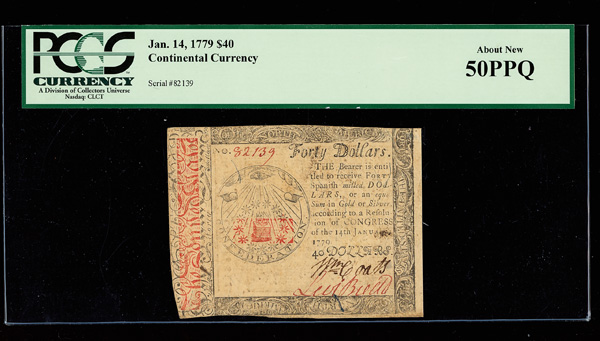 PCGS
CURRENCY
A Division of Collectors Universe
Nasdaq: CLCT
Jan. 14, 1779 $40
Continental Currency
Serial #82139
About New
50PPQ
No. 82139 Forty Dollars.
THE Bearer is enti-
tled to receive FORTY
Spanish milled DOL-
LARS, or an equal
Sum in Gold or Silver,
according to a Resolu-
tion of CONGRESS
of the 14th JANUARY
1779.
40 DOLLARS
CONFEDERATION